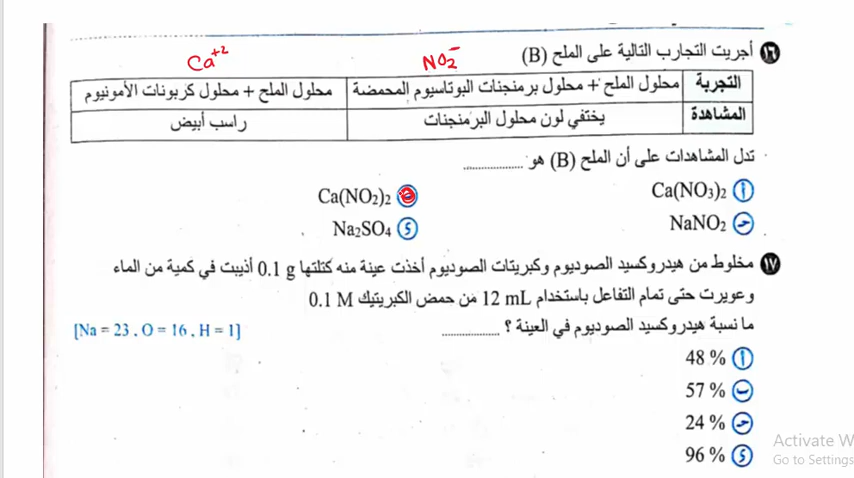 ١٦ أجريت التجارب التالية على الملح (B)
NO₂⁻ Ca⁺²
التجربة محلول الملح + محلول برمنجنات البوتاسيوم المحمضة محلول الملح + محلول كربونات الأمونيوم
المشاهدة يختفي لون محلول البرمنجنات راسب أبيض
تدل المشاهدات على أن الملح (B) هو ..............
أ Ca(NO₃)₂ Ca(NO₂)₂
ج NaNO₂ د Na₂SO₄
١٧ مخلوط من هيدروكسيد الصوديوم وكبريتات الصوديوم أخذت عينة منه كتلتها 0.1 g أذيبت في كمية من الماء
وعويرت حتى تمام التفاعل باستخدام 12 mL من حمض الكبريتيك 0.1 M
ما نسبة هيدروكسيد الصوديوم في العينة ؟ ..............
[Na = 23 , O = 16 , H = 1]
أ 48 %
ب 57 %
ج 24 %
د 96 %
Activate W
Go to Settings